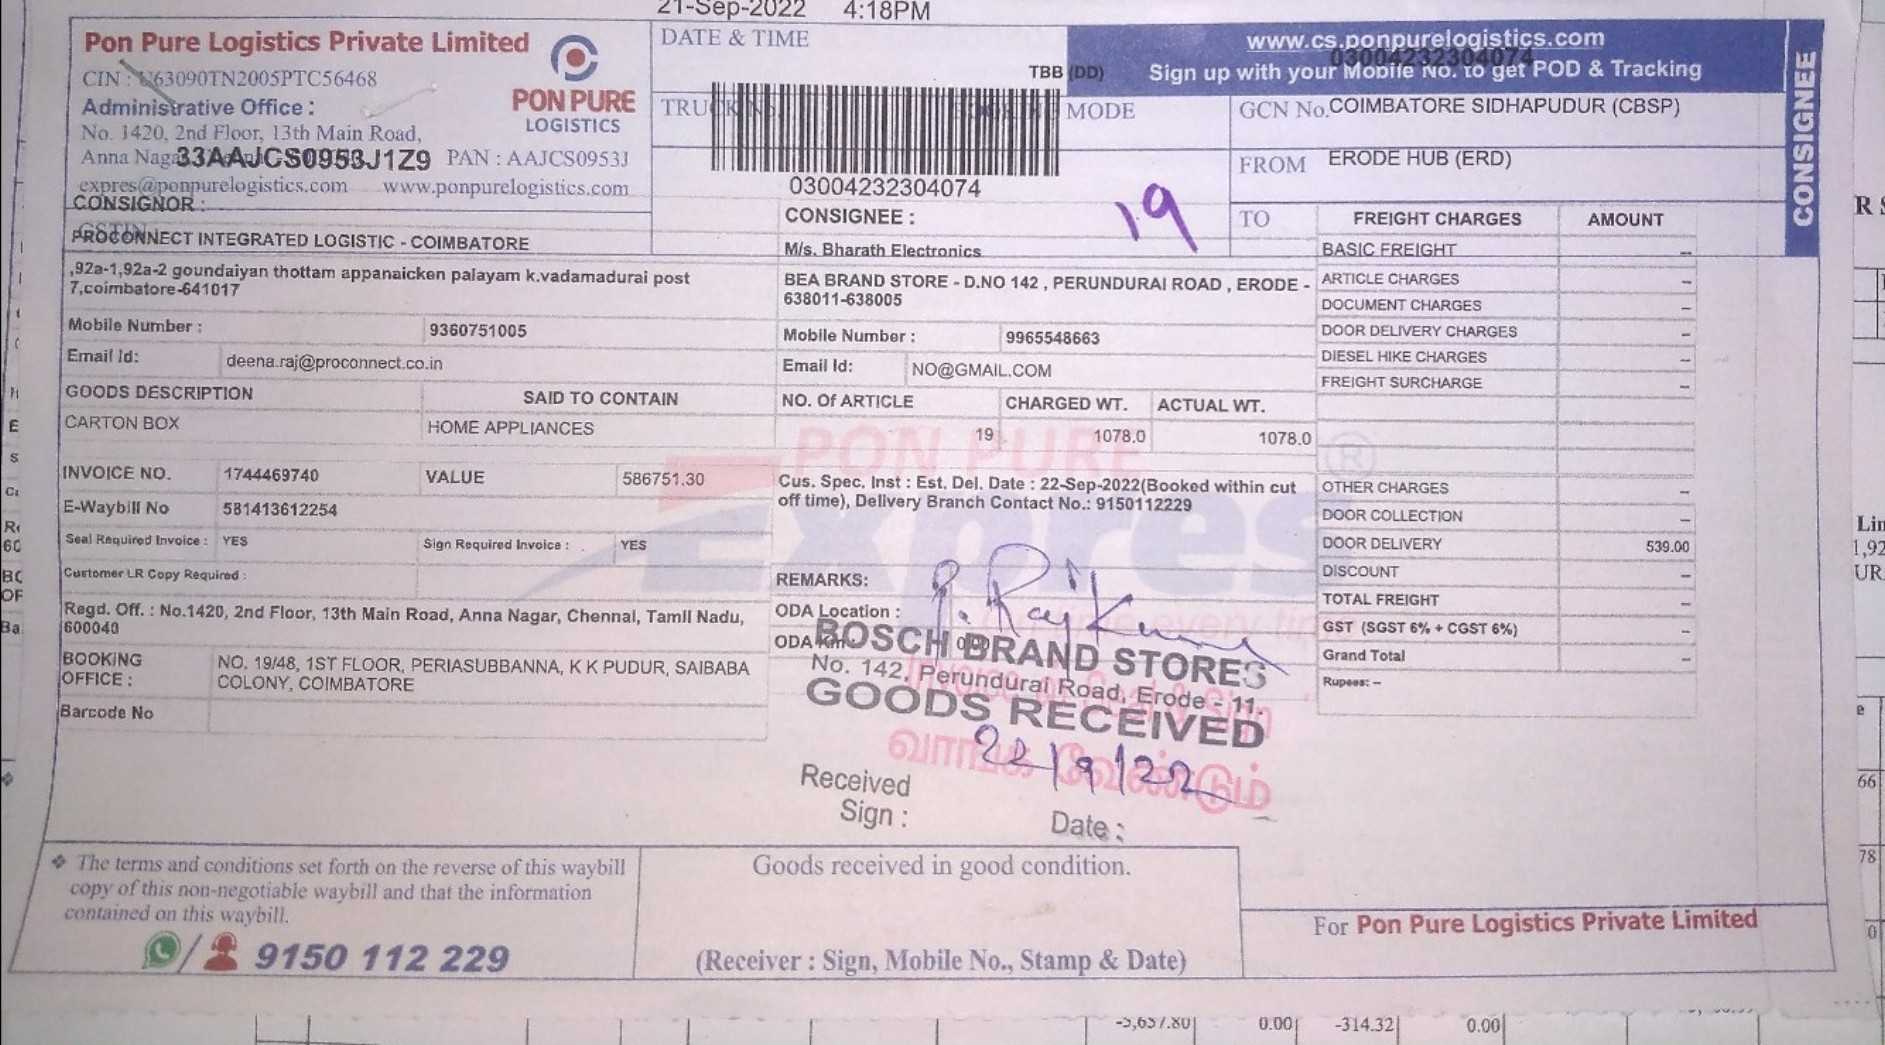 21-Sep-2022 4:18PM
Pon Pure Logistics Private Limited
CIN : U63090TN2005PTC56468
Administrative Office :
No. 1420, 2nd Floor, 13th Main Road,
Anna Naga
33AAJCS0953J1Z9 PAN : AAJCS0953J
expres@ponpurelogistics.com www.ponpurelogistics.com
PON PURE
LOGISTICS
DATE & TIME
TBB (DD)
MODE
03004232304074
www.cs.ponpurelogistics.com
03004232304074
Sign up with your Mobile No. to get POD & Tracking
GCN No. COIMBATORE SIDHAPUDUR (CBSP)
FROM ERODE HUB (ERD)
TO
CONSIGNEE
19
CONSIGNOR :
GSTIN
PROCONNECT INTEGRATED LOGISTIC - COIMBATORE
,92a-1,92a-2 goundaiyan thottam appanaicken palayam k.vadamadurai post
7,coimbatore-641017
Mobile Number : 9360751005
Email Id: deena.raj@proconnect.co.in
CONSIGNEE :
M/s. Bharath Electronics
BEA BRAND STORE - D.NO 142 , PERUNDURAI ROAD , ERODE -
638011-638005
Mobile Number : 9965548663
Email Id: NO@GMAIL.COM
GOODS DESCRIPTION SAID TO CONTAIN NO. Of ARTICLE CHARGED WT. ACTUAL WT.
CARTON BOX HOME APPLIANCES 19 1078.0 1078.0
INVOICE NO. 1744469740 VALUE 586751.30
E-Waybill No 581413612254
Seal Required Invoice : YES Sign Required Invoice : YES
Customer LR Copy Required :
Regd. Off. : No.1420, 2nd Floor, 13th Main Road, Anna Nagar, Chennai, Tamil Nadu,
600040
BOOKING OFFICE : NO. 19/48, 1ST FLOOR, PERIASUBBANNA, K K PUDUR, SAIBABA
COLONY, COIMBATORE
Barcode No
PON PURE
Expres
®
Cus. Spec. Inst : Est. Del. Date : 22-Sep-2022(Booked within cut
off time), Delivery Branch Contact No.: 9150112229
REMARKS:
ODA Location :
ODA Km
BOSCH BRAND STORES
No. 142, Perundurai Road, Erode - 11.
GOODS RECEIVED
22/9/22
வேண்டும்
Received
Sign :
Date :
FREIGHT CHARGES AMOUNT
BASIC FREIGHT –
ARTICLE CHARGES –
DOCUMENT CHARGES –
DOOR DELIVERY CHARGES –
DIESEL HIKE CHARGES –
FREIGHT SURCHARGE –
OTHER CHARGES –
DOOR COLLECTION –
DOOR DELIVERY 539.00
DISCOUNT –
TOTAL FREIGHT –
GST (SGST 6% + CGST 6%) –
Grand Total –
Rupees: –
❖ The terms and conditions set forth on the reverse of this waybill
copy of this non-negotiable waybill and that the information
contained on this waybill.
9150 112 229
Goods received in good condition.
(Receiver : Sign, Mobile No., Stamp & Date)
For Pon Pure Logistics Private Limited
0.00 -314.32 0.00